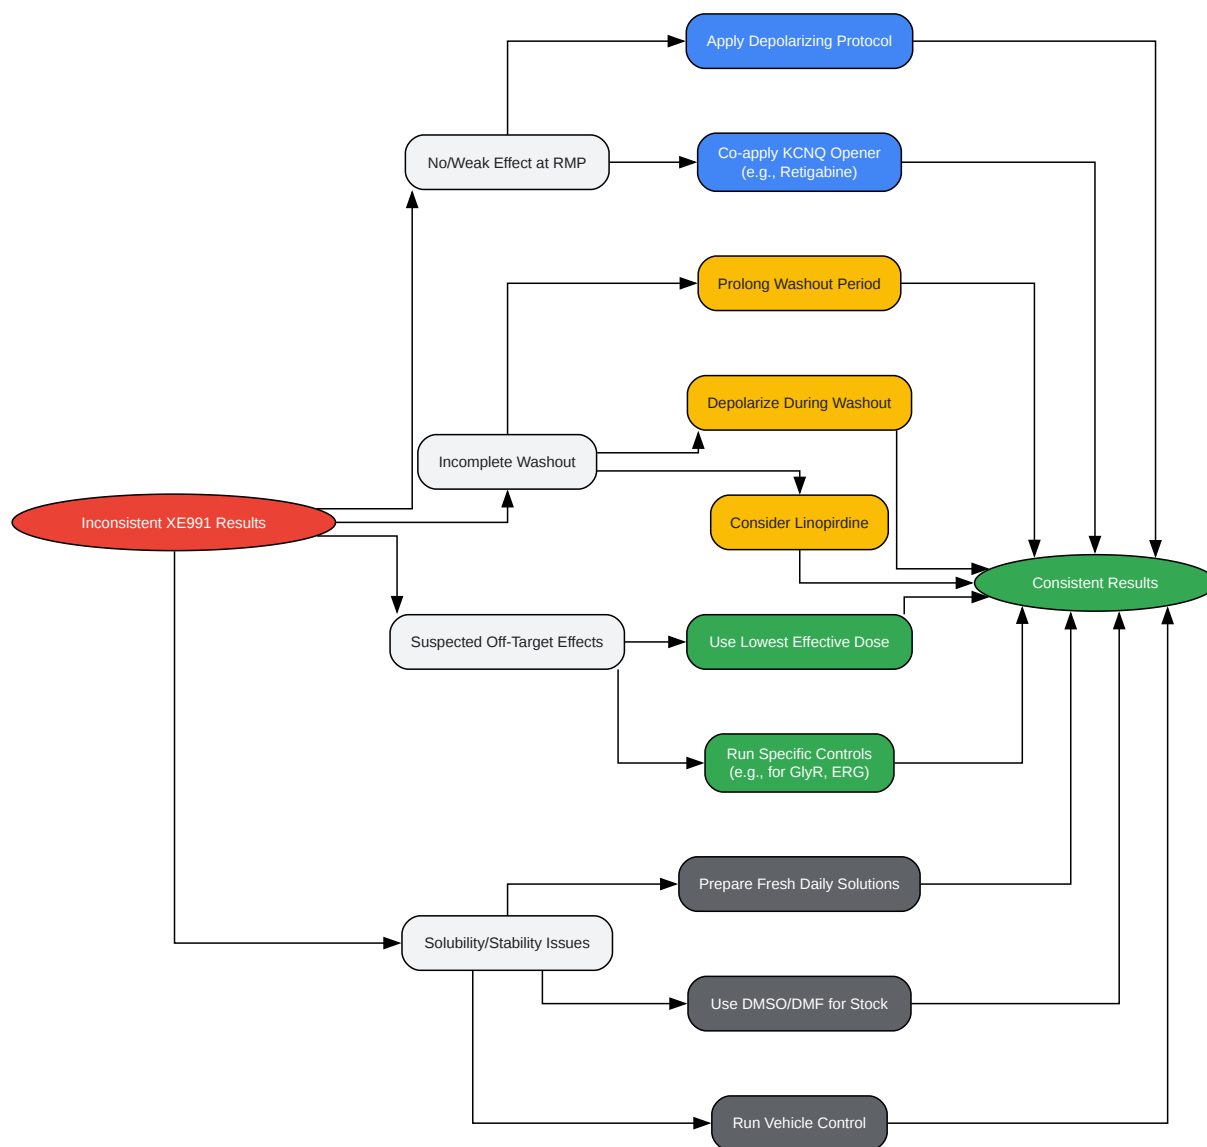 Apply Depolarizing Protocol
No/Weak Effect at RMP
Co-apply KCNQ Opener
(e.g., Retigabine)
Prolong Washout Period
Depolarize During Washout
Incomplete Washout
Consider Linopirdine
Inconsistent XE991 Results
Consistent Results
Suspected Off-Target Effects
Use Lowest Effective Dose
Run Specific Controls
(e.g., for GlyR, ERG)
Prepare Fresh Daily Solutions
Solubility/Stability Issues
Use DMSO/DMF for Stock
Run Vehicle Control